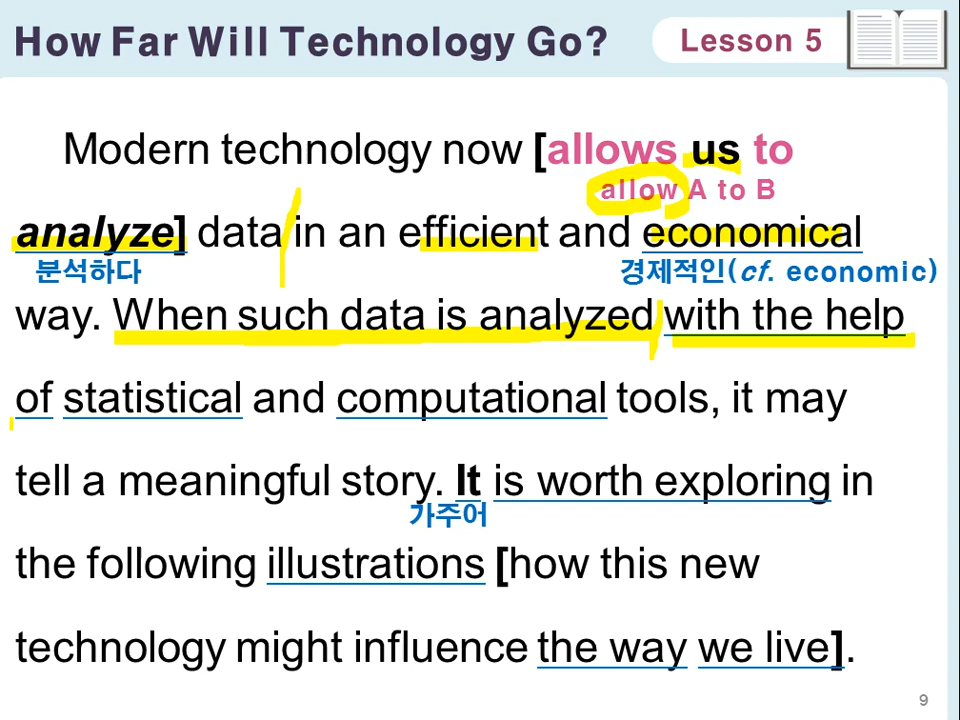 How Far Will Technology Go?
Lesson 5
Modern technology now [allows us to
allow A to B
analyze] data in an efficient and economical
분석하다
경제적인(cf. economic)
way. When such data is analyzed with the help
of statistical and computational tools, it may
tell a meaningful story. It is worth exploring in
가주어
the following illustrations [how this new
technology might influence the way we live].
9